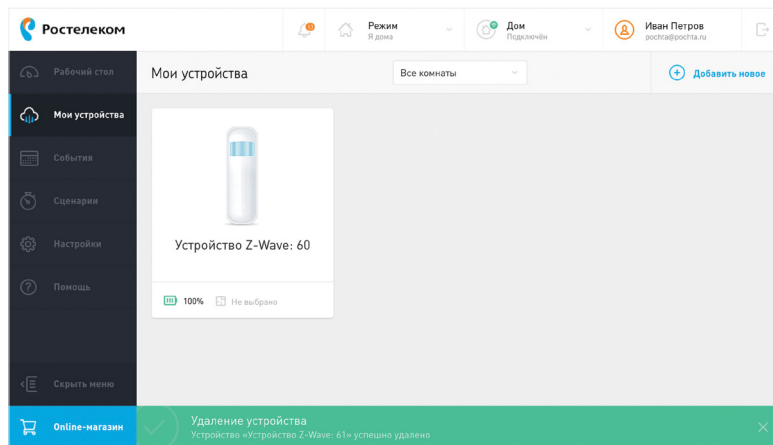 Ростелеком
Режим
Я дома
Дом
Подключён
Иван Петров
pochta@pochta.ru
Рабочий стол
Мои устройства
Все комнаты
Добавить новое
Мои устройства
События
Сценарии
Настройки
Помощь
Устройство Z-Wave: 60
100%
Не выбрано
Скрыть меню
Online-магазин
Удаление устройства
Устройство «Устройство Z-Wave: 61» успешно удалено